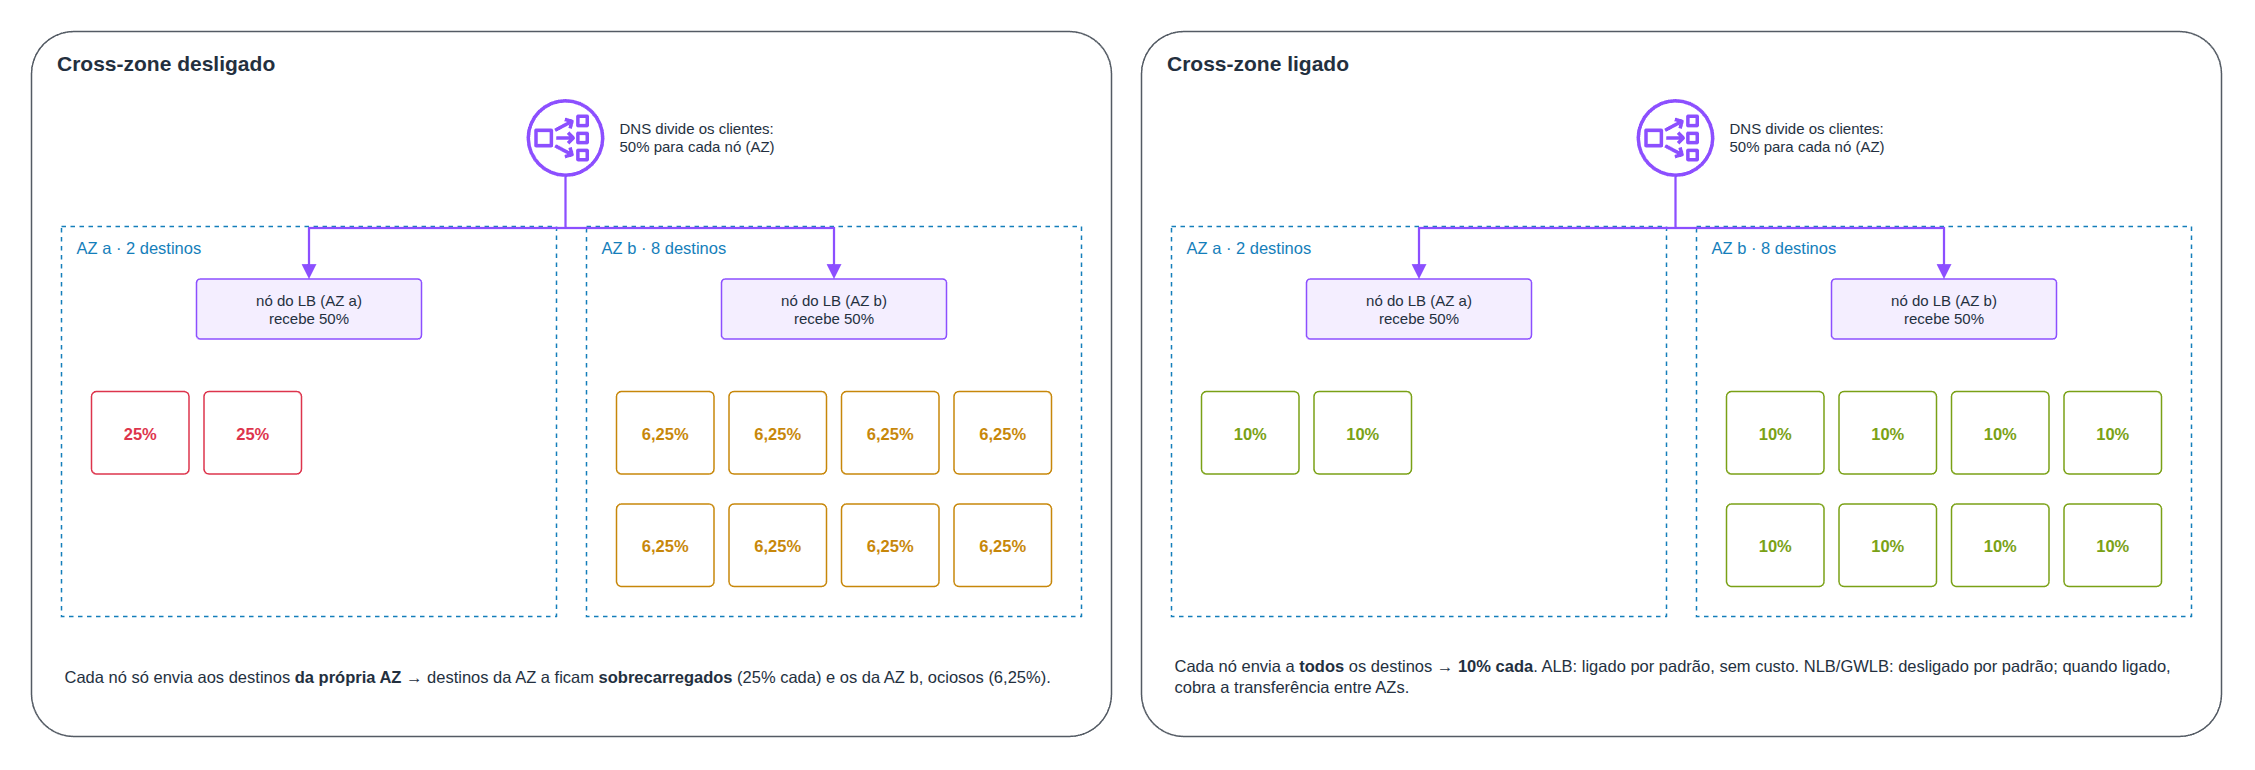 Cross-zone desligado
DNS divide os clientes:
50% para cada nó (AZ)
AZ a · 2 destinos
AZ b · 8 destinos
nó do LB (AZ a)
recebe 50%
nó do LB (AZ b)
recebe 50%
25% 25%
6,25% 6,25% 6,25% 6,25%
6,25% 6,25% 6,25% 6,25%
Cada nó só envia aos destinos da própria AZ → destinos da AZ a ficam sobrecarregados (25% cada) e os da AZ b, ociosos (6,25%).
Cross-zone ligado
DNS divide os clientes:
50% para cada nó (AZ)
AZ a · 2 destinos
AZ b · 8 destinos
nó do LB (AZ a)
recebe 50%
nó do LB (AZ b)
recebe 50%
10% 10%
10% 10% 10% 10%
10% 10% 10% 10%
Cada nó envia a todos os destinos → 10% cada. ALB: ligado por padrão, sem custo. NLB/GWLB: desligado por padrão; quando ligado,
cobra a transferência entre AZs.